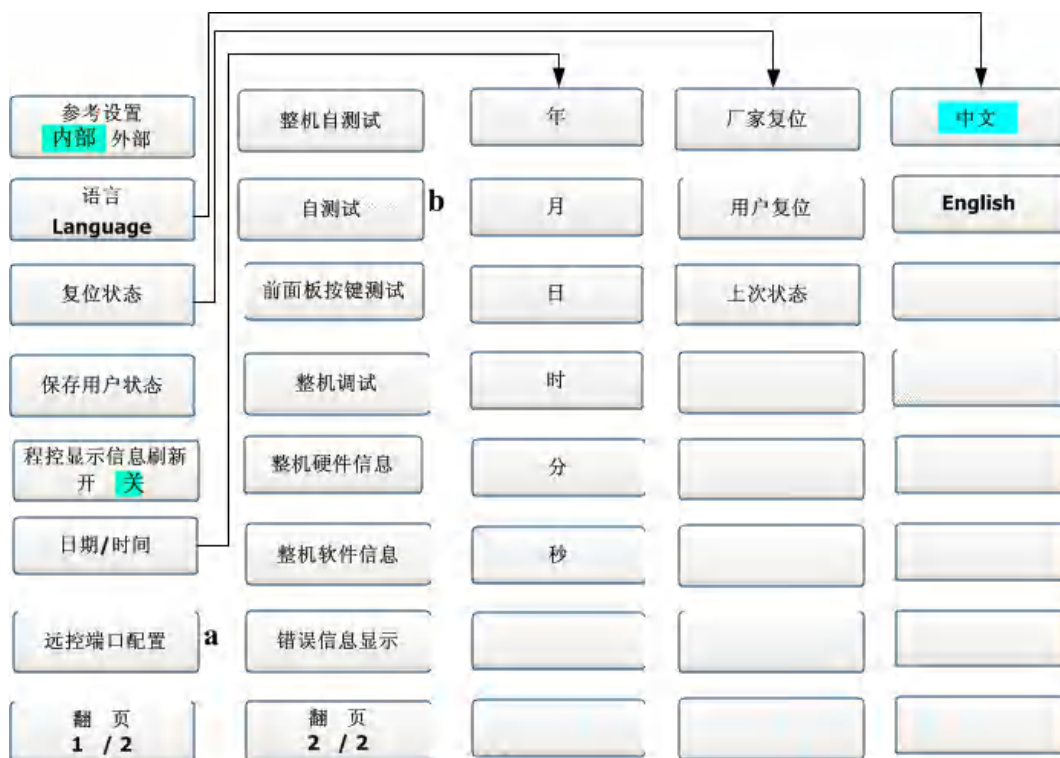 参考设置
内部 外部
语言
Language
复位状态
保存用户状态
程控显示信息刷新
开 关
日期/时间
远控端口配置
a
翻 页
1 / 2
整机自测试
自测试
b
前面板按键测试
整机调试
整机硬件信息
整机软件信息
错误信息显示
翻 页
2 / 2
年
月
日
时
分
秒
厂家复位
用户复位
上次状态
中文
English